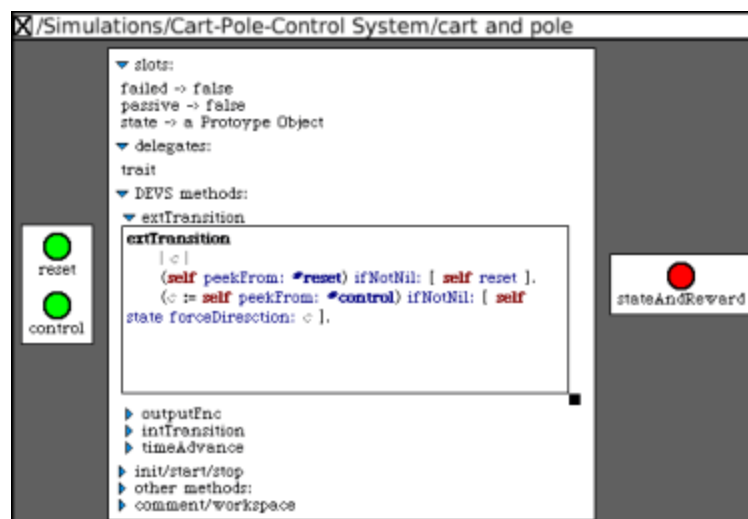 /Simulations/Cart-Pole-Control System/cart and pole
slots:
failed -> false
passive -> false
state -> a Protoype Object
delegates:
trait
DEVS methods:
extTransition
extTransition
| c |
(self peekFrom: #reset) ifNotNil: [ self reset ].
(c := self peekFrom: #control) ifNotNil: [ self
state forceDiresction: c ].
outputFnc
intTransition
timeAdvance
init/start/stop
other methods:
comment/workspace
reset
control
stateAndReward